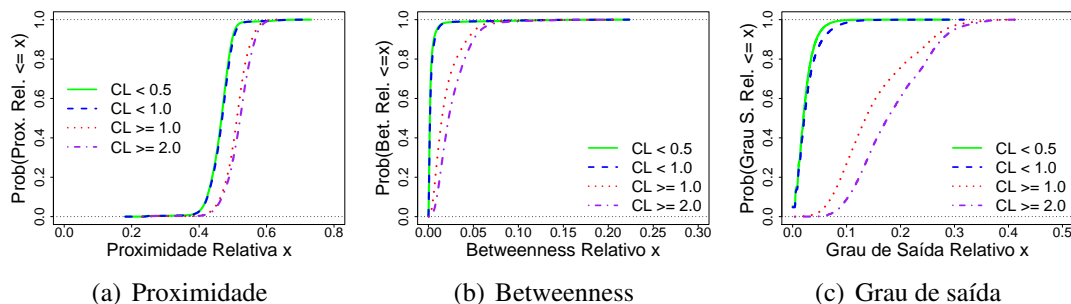 Prob(Prox. Rel. <= x)
0.0 0.2 0.4 0.6 0.8 1.0
CL < 0.5
CL < 1.0
CL >= 1.0
CL >= 2.0
0.0 0.2 0.4 0.6 0.8
Proximidade Relativa x
(a) Proximidade
Prob(Bet. Rel. <=x)
0.0 0.2 0.4 0.6 0.8 1.0
CL < 0.5
CL < 1.0
CL >= 1.0
CL >= 2.0
0.00 0.05 0.10 0.15 0.20 0.25 0.30
Betweenness Relativo x
(b) Betweenness
Prob(Grau S. Rel. <= x)
0.0 0.2 0.4 0.6 0.8 1.0
CL < 0.5
CL < 1.0
CL >= 1.0
CL >= 2.0
0.0 0.1 0.2 0.3 0.4 0.5
Grau de Saída Relativo x
(c) Grau de saída